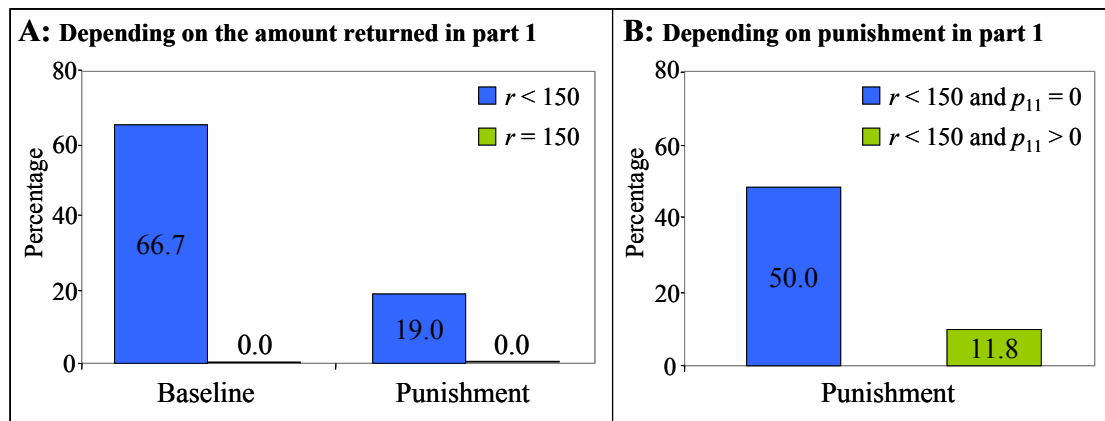 A: Depending on the amount returned in part 1
80
60
40
20
0
Percentage
r < 150
r = 150
66.7
0.0
19.0
0.0
Baseline
Punishment
B: Depending on punishment in part 1
80
60
40
20
0
Percentage
r < 150 and p₁₁ = 0
r < 150 and p₁₁ > 0
50.0
11.8
Punishment